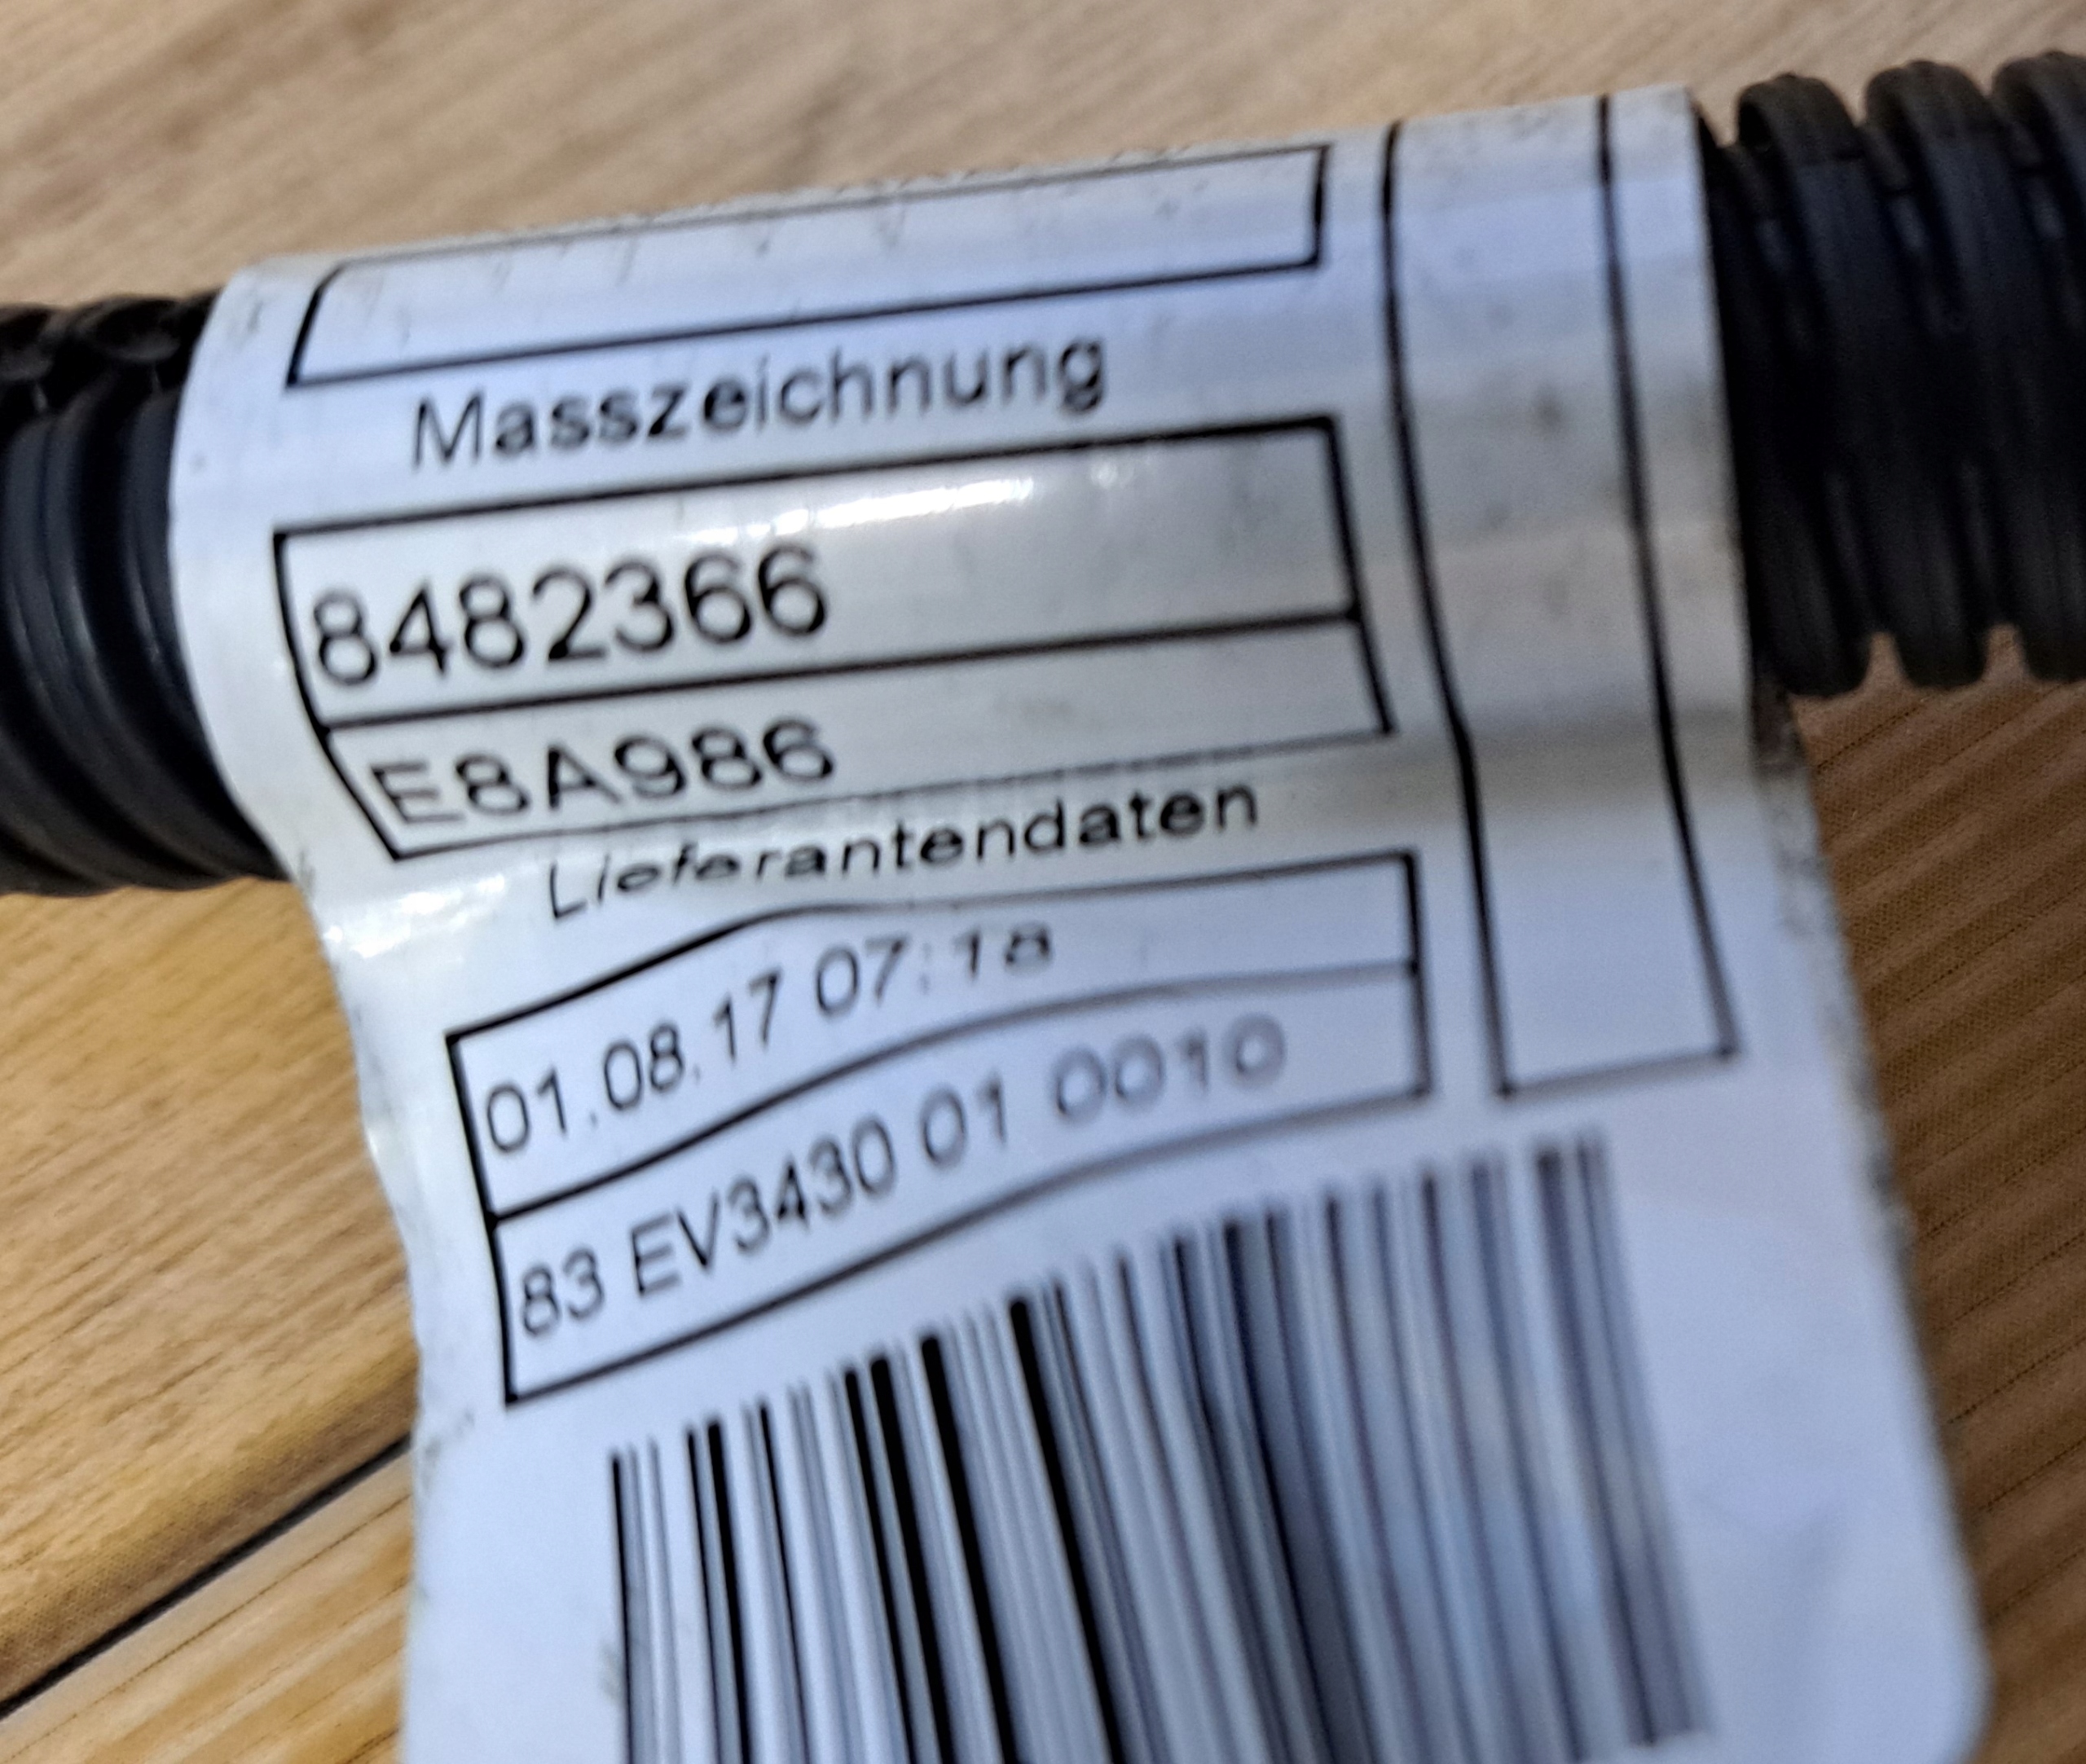 Masszeichnung
8482366
E8A986
Lieferantendaten
01.08.17 07:18
83 EV3430 01 0010